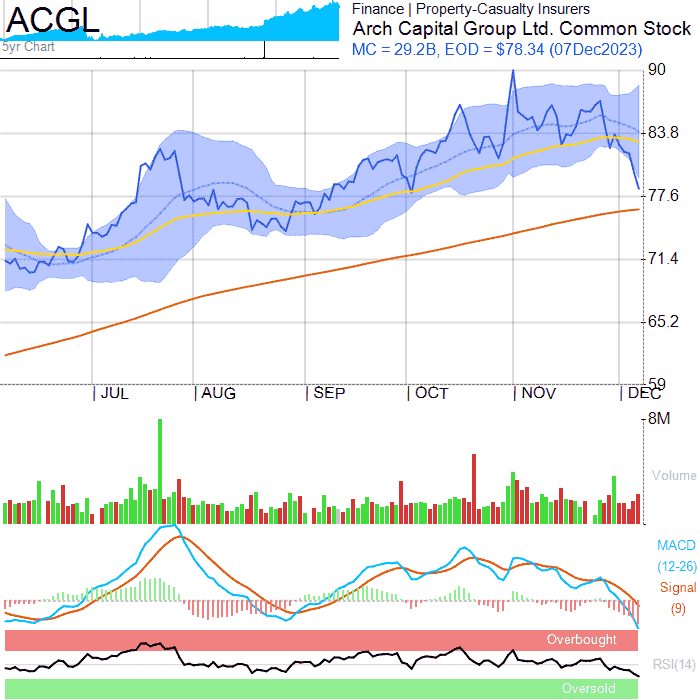 ACGL
5yr Chart
Finance | Property-Casualty Insurers
Arch Capital Group Ltd. Common Stock
MC = 29.2B, EOD = $78.34 (07Dec2023)
90
83.8
77.6
71.4
65.2
59
JUL AUG SEP OCT NOV DEC
8M
Volume
MACD
(12-26)
Signal
(9)
Overbought
RSI(14)
Oversold